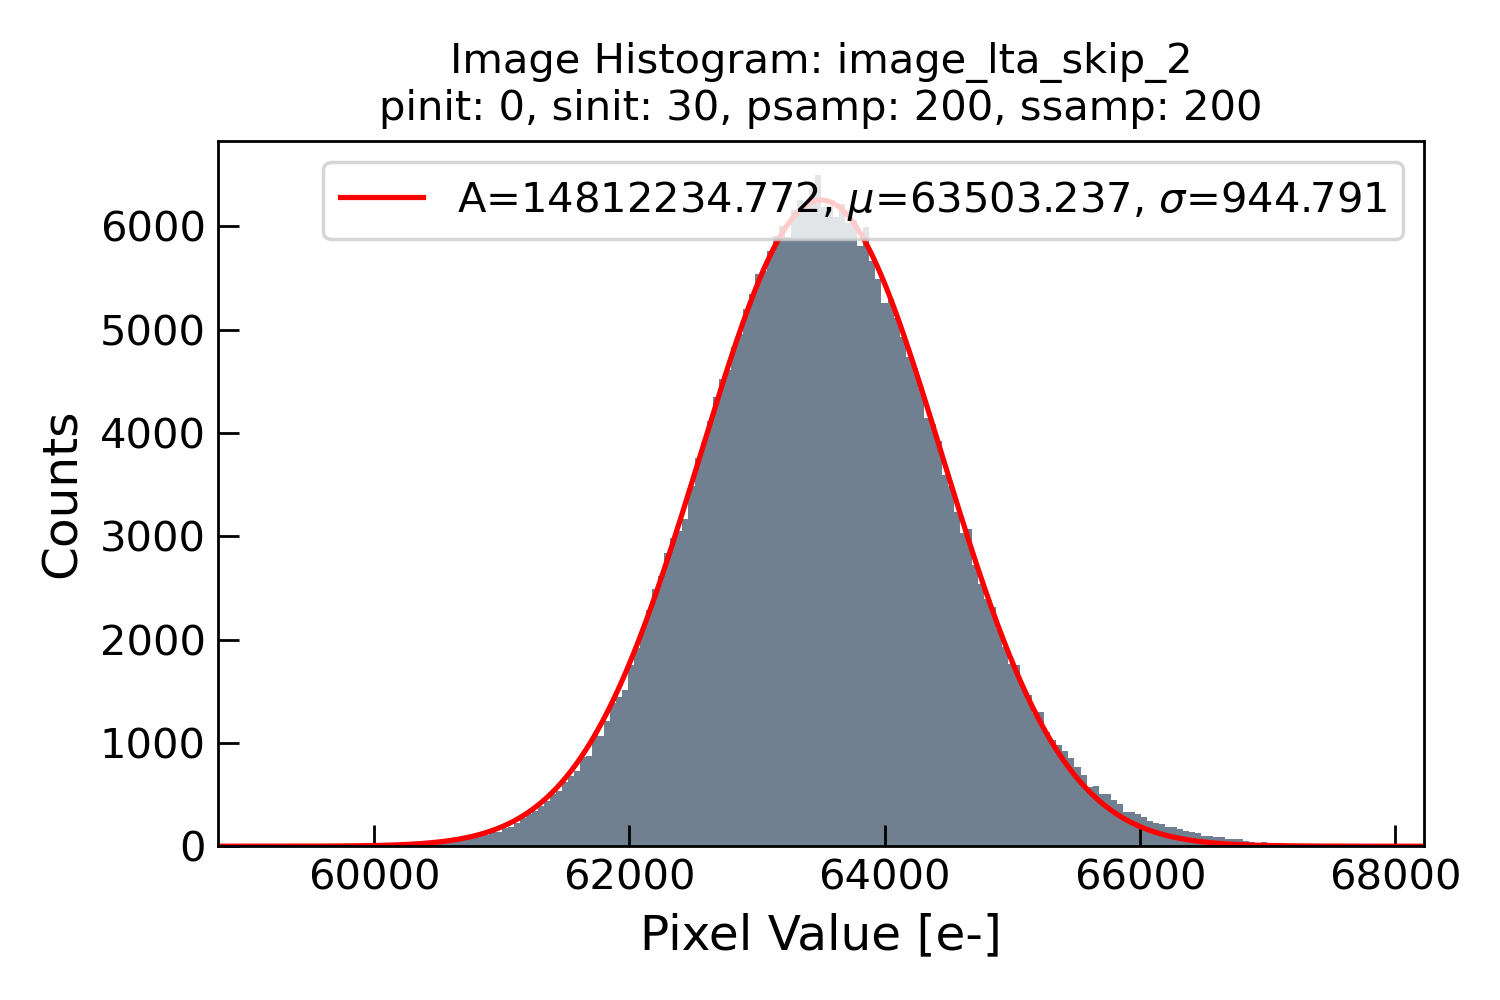 Image Histogram: image_lta_skip_2
pinit: 0, sinit: 30, psamp: 200, ssamp: 200
A=14812234.772, μ=63503.237, σ=944.791
6000
5000
4000
3000
2000
1000
0
Counts
60000 62000 64000 66000 68000
Pixel Value [e-]